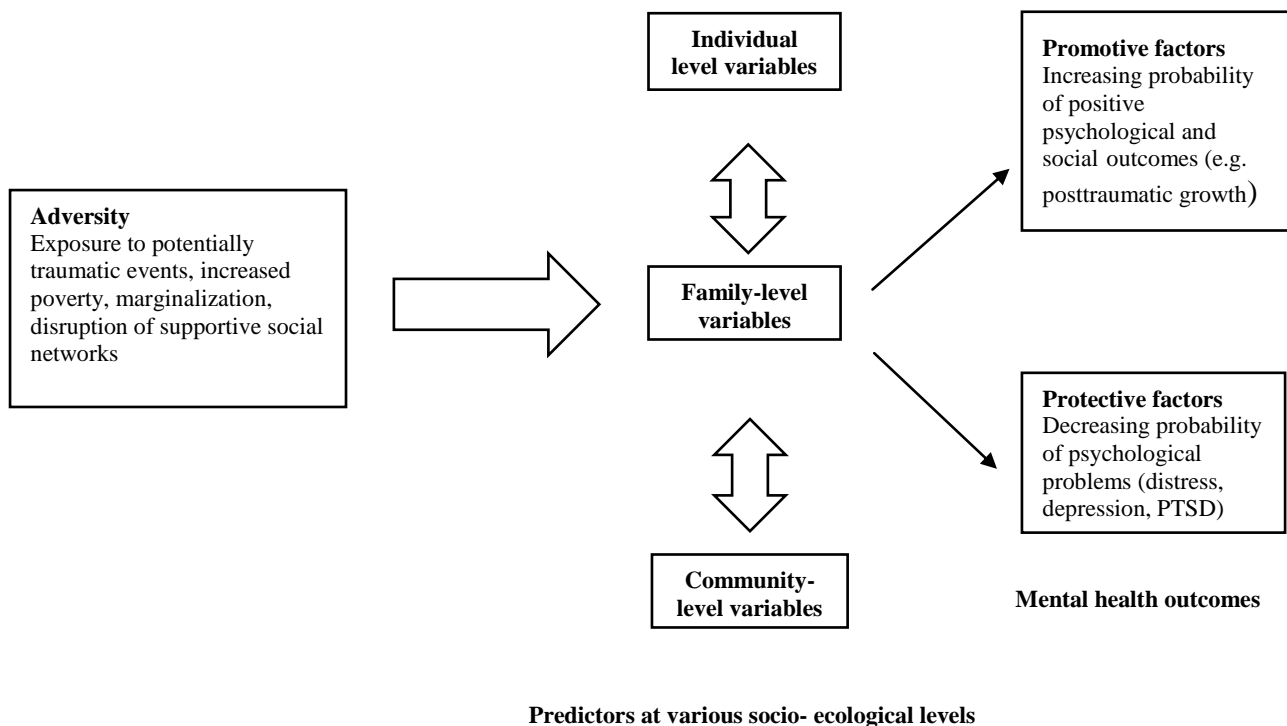 Adversity
Exposure to potentially
traumatic events, increased
poverty, marginalization,
disruption of supportive social
networks
Individual
level variables
Family-level
variables
Community-
level variables
Promotive factors
Increasing probability
of positive
psychological and
social outcomes (e.g.
posttraumatic growth)
Protective factors
Decreasing probability
of psychological
problems (distress,
depression, PTSD)
Mental health outcomes
Predictors at various socio- ecological levels